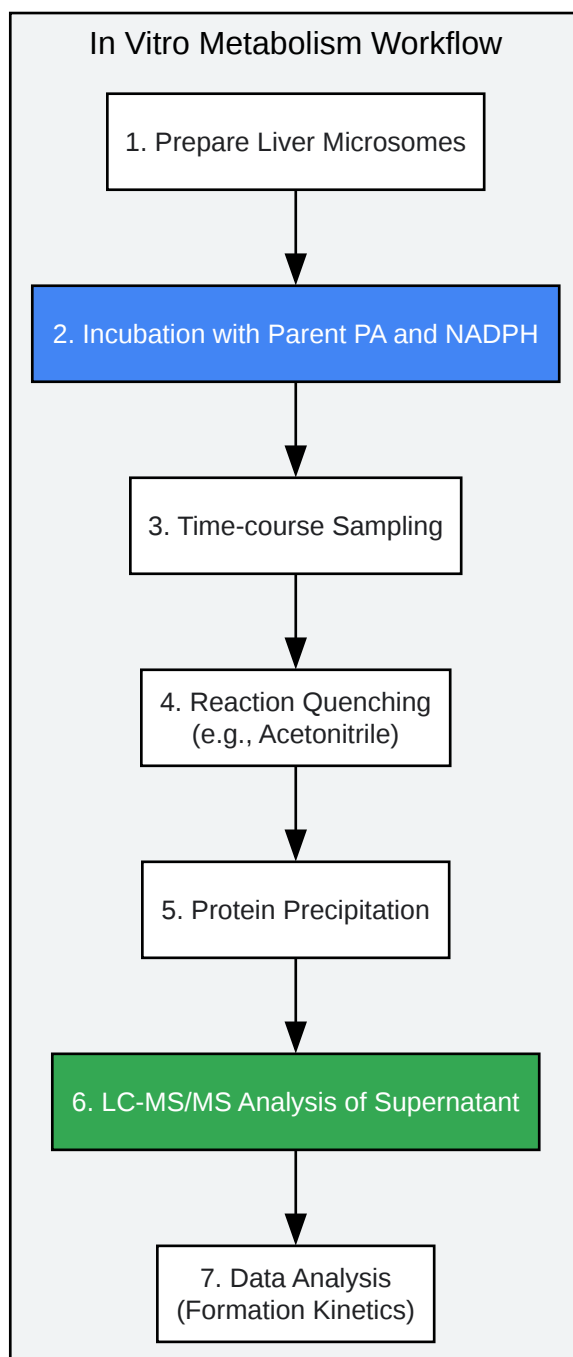 In Vitro Metabolism Workflow
1. Prepare Liver Microsomes
2. Incubation with Parent PA and NADPH
3. Time-course Sampling
4. Reaction Quenching
(e.g., Acetonitrile)
5. Protein Precipitation
6. LC-MS/MS Analysis of Supernatant
7. Data Analysis
(Formation Kinetics)